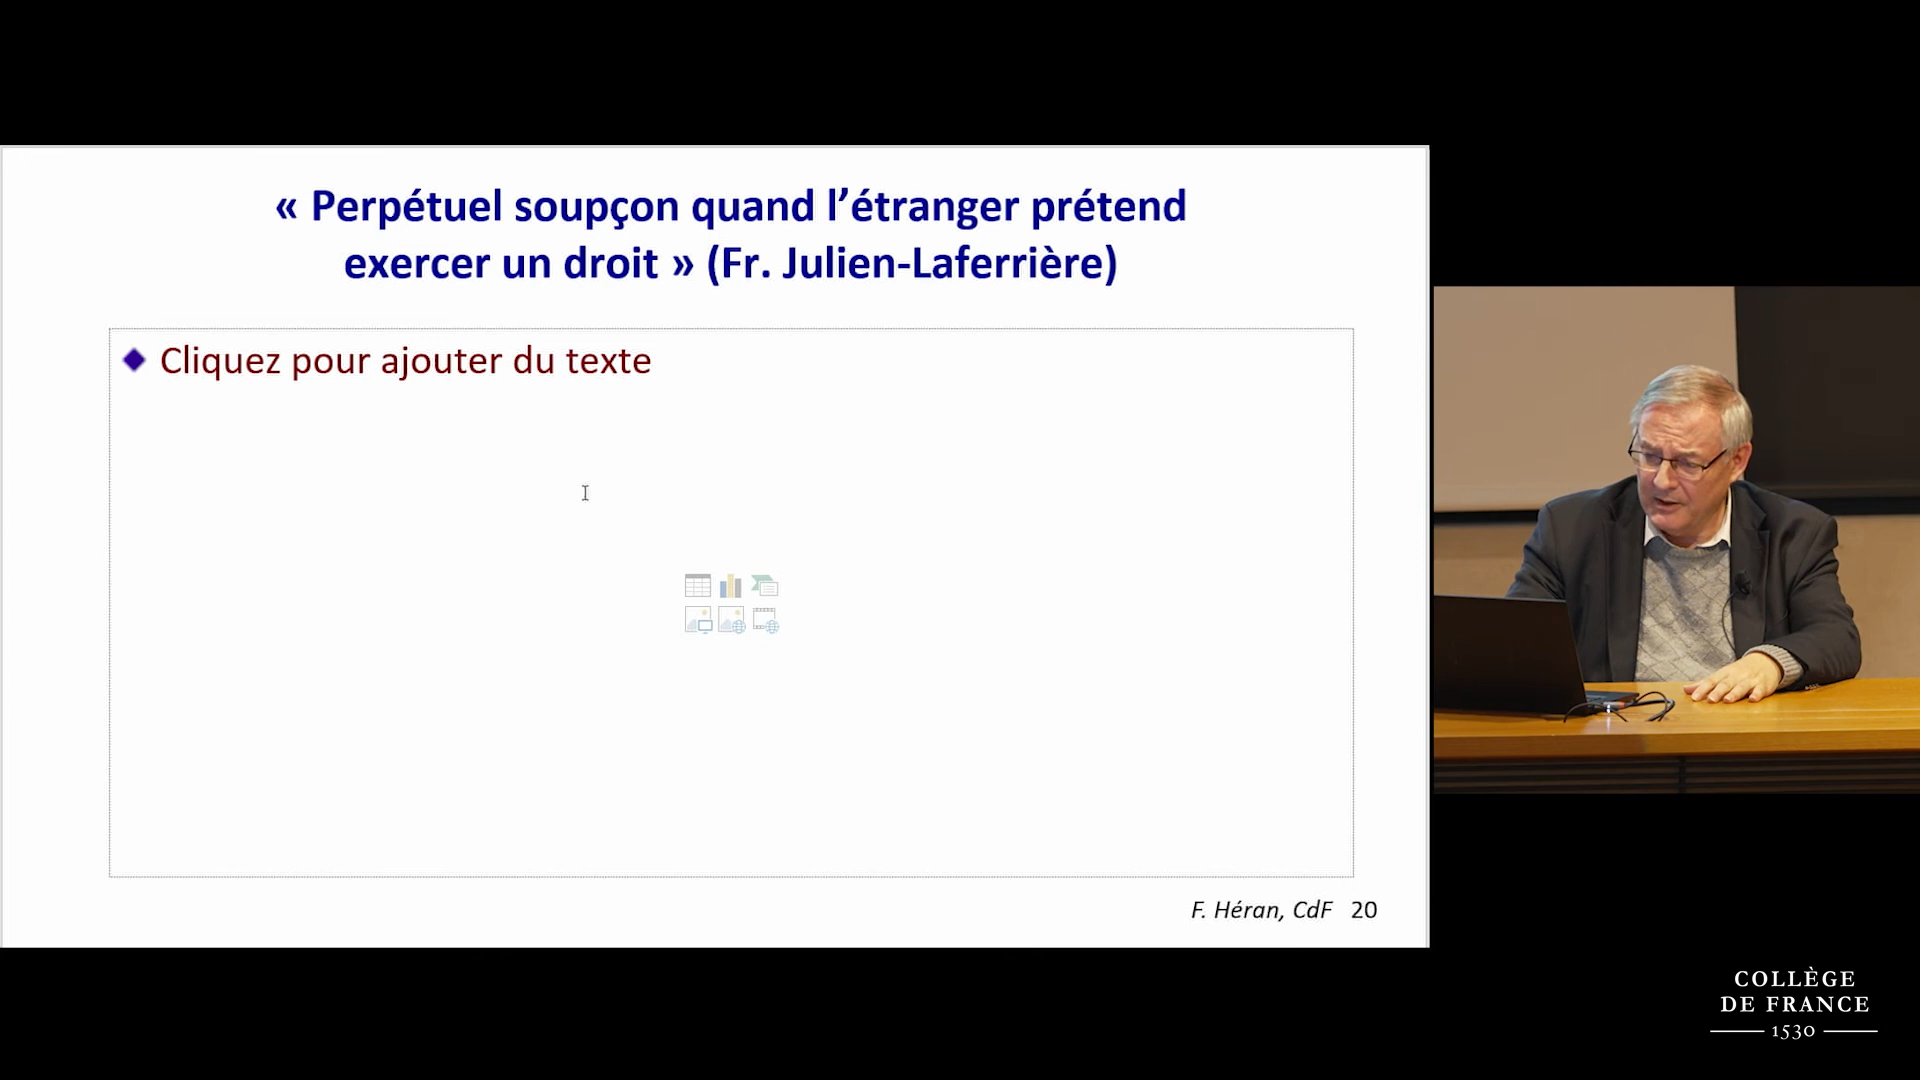 « Perpétuel soupçon quand l’étranger prétend
exercer un droit » (Fr. Julien-Laferrière)
Cliquez pour ajouter du texte
F. Héran, CdF 20
COLLÈGE
DE FRANCE
1530